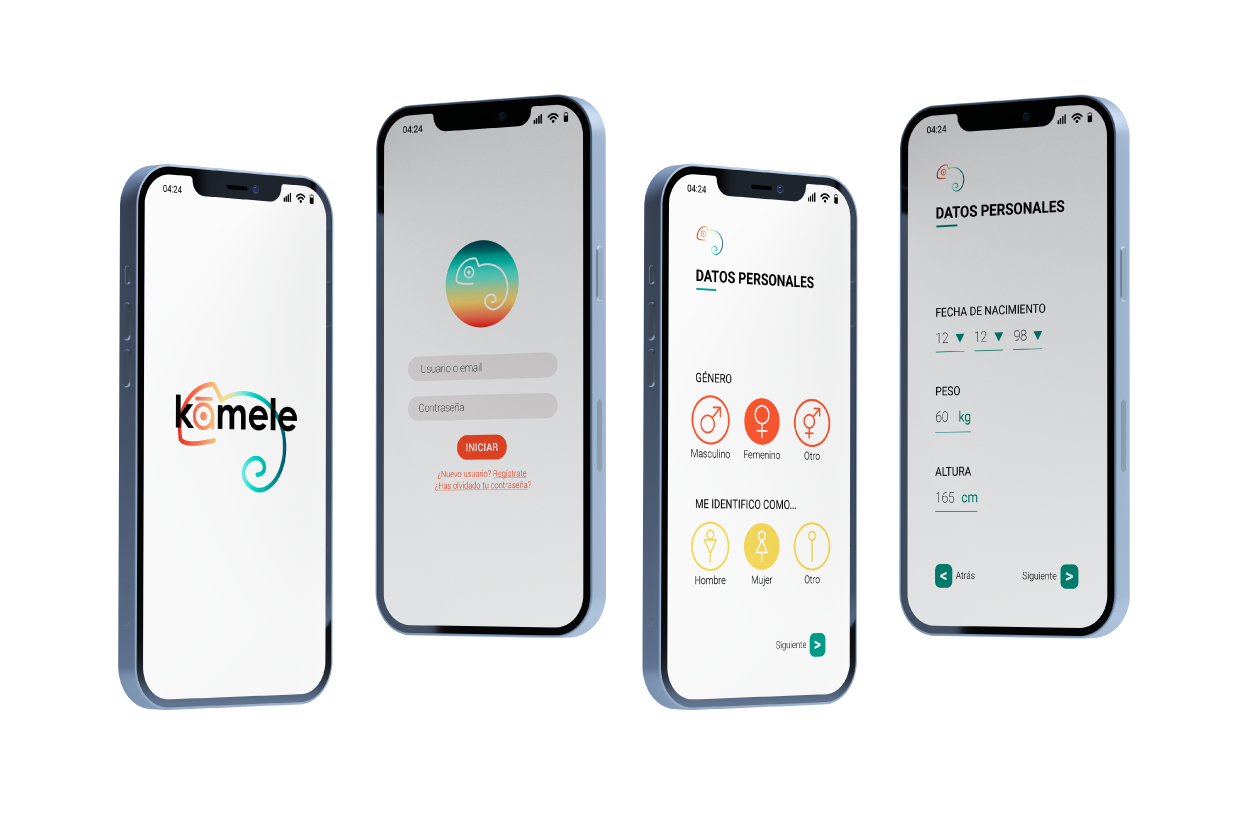 04:24
kāmele
04:24
Usuario o email
Contraseña
INICIAR
¿Nuevo usuario? Regístrate
¿Has olvidado tu contraseña?
04:24
DATOS PERSONALES
GÉNERO
Masculino Femenino Otro
ME IDENTIFICO COMO...
Hombre Mujer Otro
Siguiente >
04:24
DATOS PERSONALES
FECHA DE NACIMIENTO
12 ▼ 12 ▼ 98 ▼
PESO
60 kg
ALTURA
165 cm
< Atrás Siguiente >